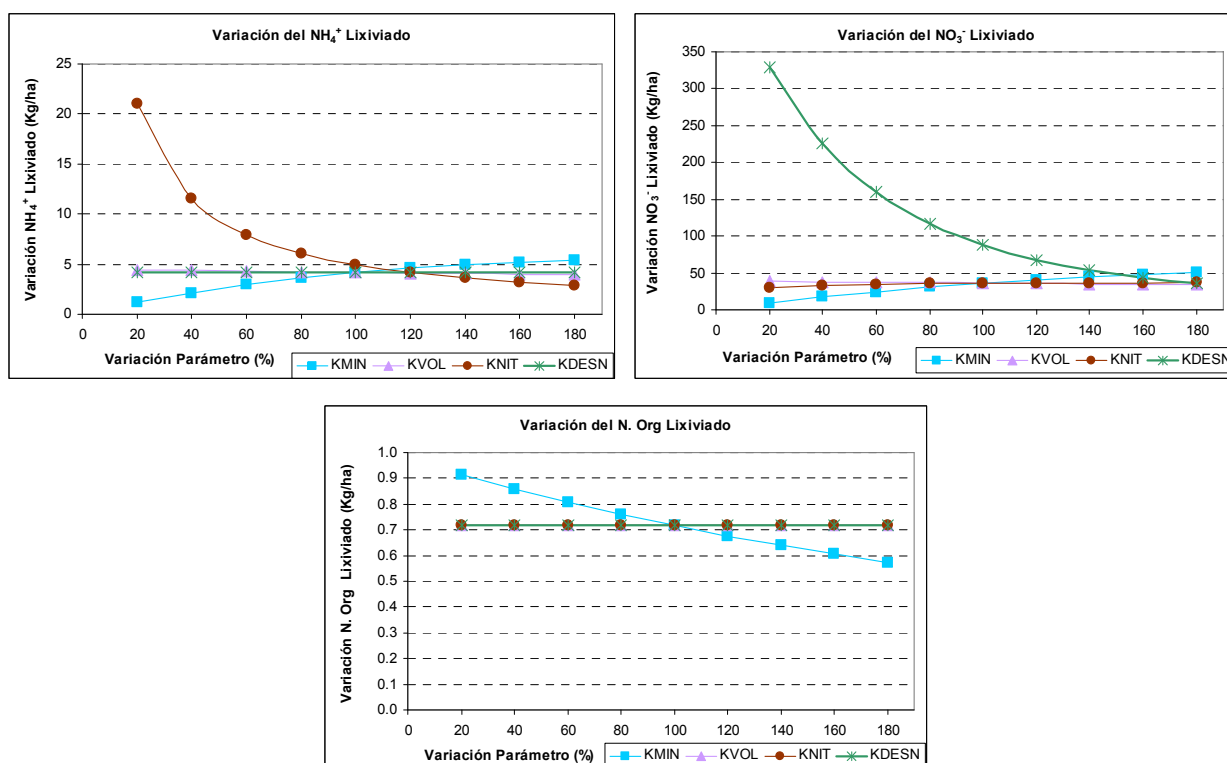 Variación del NH₄⁺ Lixiviado
25
20
15
10
5
0
0 20 40 60 80 100 120 140 160 180
Variación NH₄⁺ Lixiviado (Kg/ha)
Variación Parámetro (%)
KMIN KVOL KNIT KDESN
Variación del NO₃⁻ Lixiviado
350
300
250
200
150
100
50
0
0 20 40 60 80 100 120 140 160 180
Variación NO₃⁻ Lixiviado (Kg/ha)
Variación Parámetro (%)
KMIN KVOL KNIT KDESN
Variación del N. Org Lixiviado
1.0
0.9
0.8
0.7
0.6
0.5
0.4
0.3
0.2
0.1
0.0
0 20 40 60 80 100 120 140 160 180
Variación N. Org Lixiviado (Kg/ha)
Variación Parámetro (%)
KMIN KVOL KNIT KDESN